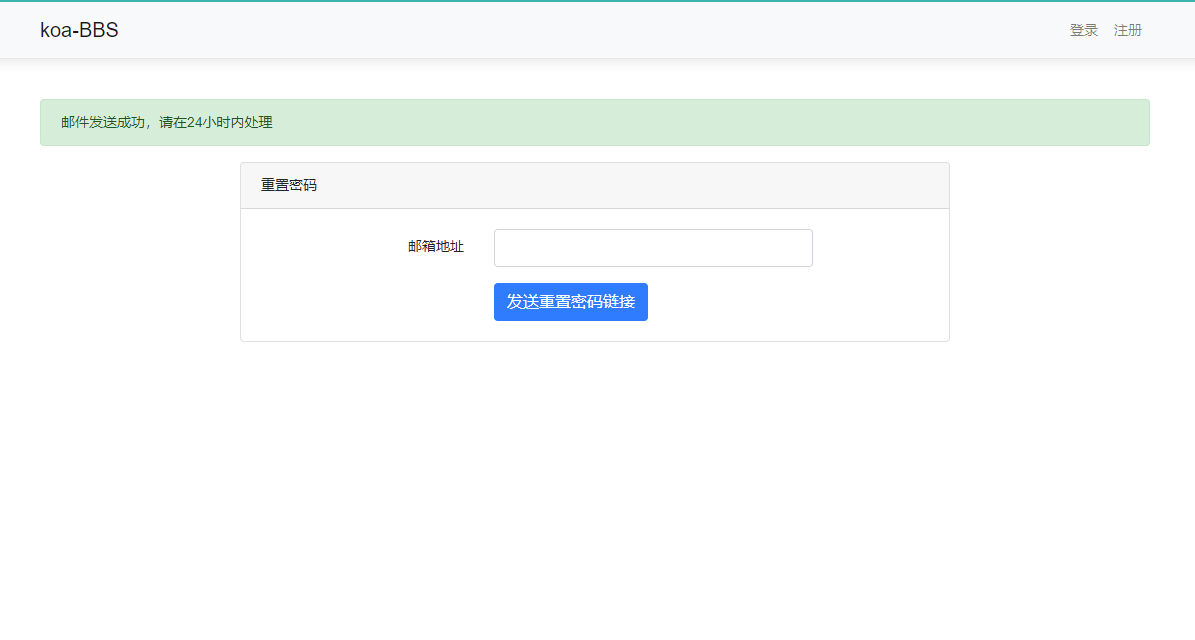 koa-BBS
登录 注册
邮件发送成功，请在24小时内处理
重置密码
邮箱地址
发送重置密码链接